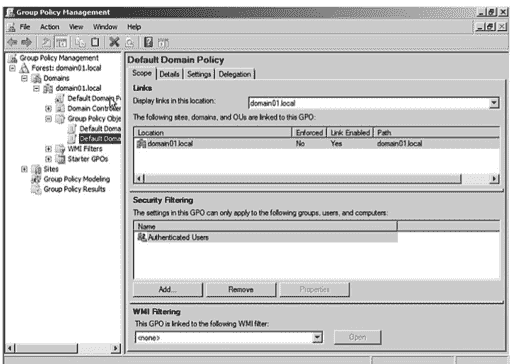 Group Policy Management
File Action View Window Help
Group Policy Management
Forest: domain01.local
Domains
domain01.local
Default Domain P
Domain Controller
Group Policy Obje
Default Doma
Default Doma
WMI Filters
Starter GPOs
Sites
Group Policy Modeling
Group Policy Results
Default Domain Policy
Scope Details Settings Delegation
Links
Display links in this location: domain01.local
The following sites, domains, and OUs are linked to this GPO:
Location Enforced Link Enabled Path
domain01.local No Yes domain01.local
Security Filtering
The settings in this GPO can only apply to the following groups, users, and computers:
Name
Authenticated Users
Add... Remove Properties
WMI Filtering
This GPO is linked to the following WMI filter:
<none> Open